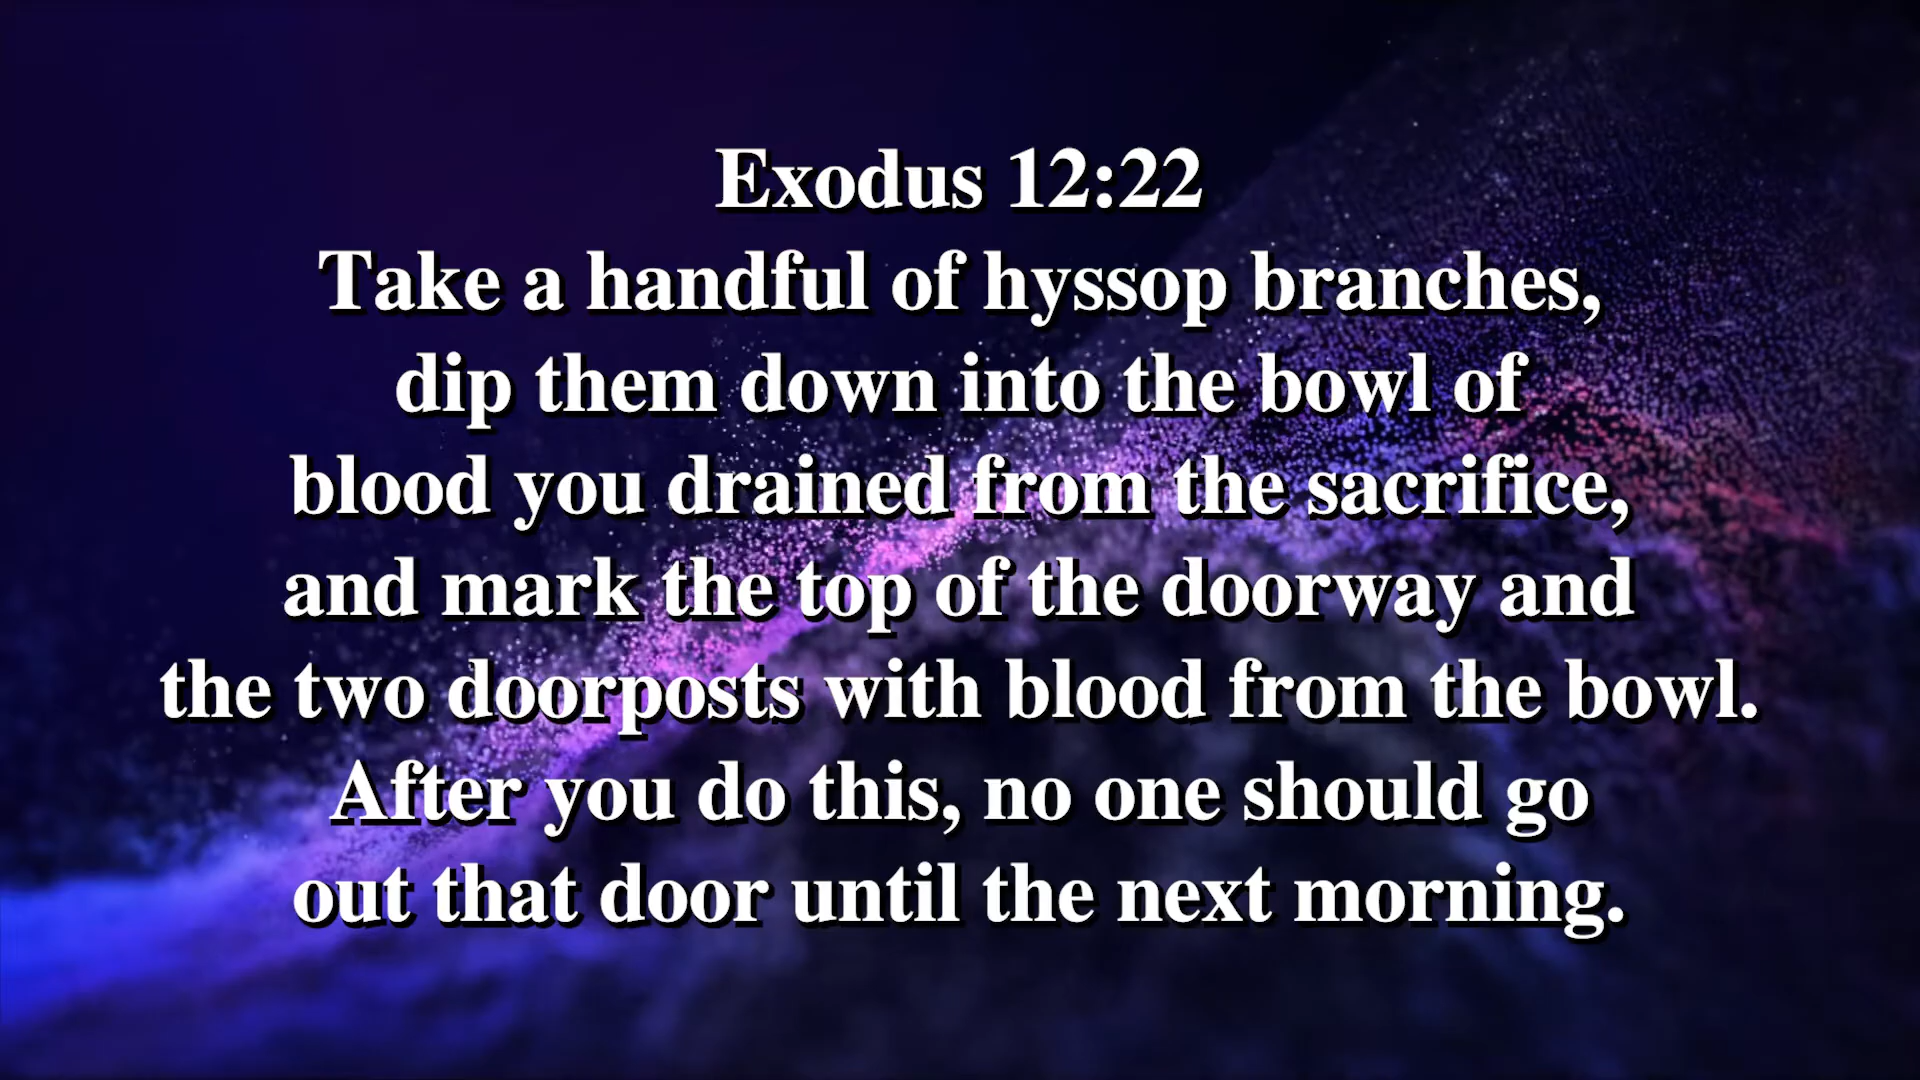 Exodus 12:22
Take a handful of hyssop branches,
dip them down into the bowl of
blood you drained from the sacrifice,
and mark the top of the doorway and
the two doorposts with blood from the bowl.
After you do this, no one should go
out that door until the next morning.